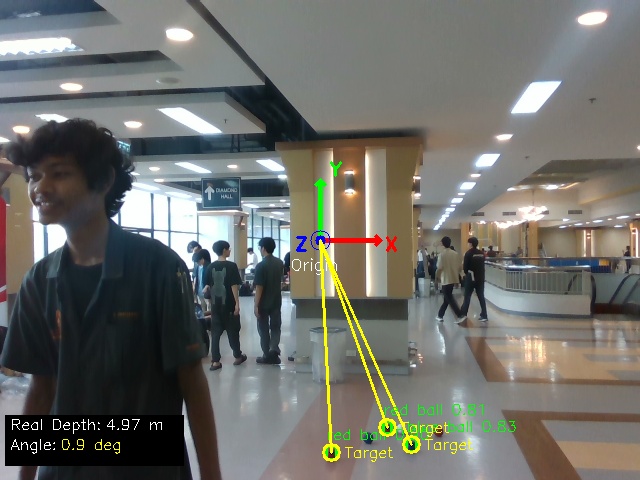 DIAMOND
HALL
Y
Z
X
Origin
red ball 0.81
ball 0.83
ed ball
Target
Target
Target
Real Depth: 4.97 m
Angle: 0.9 deg